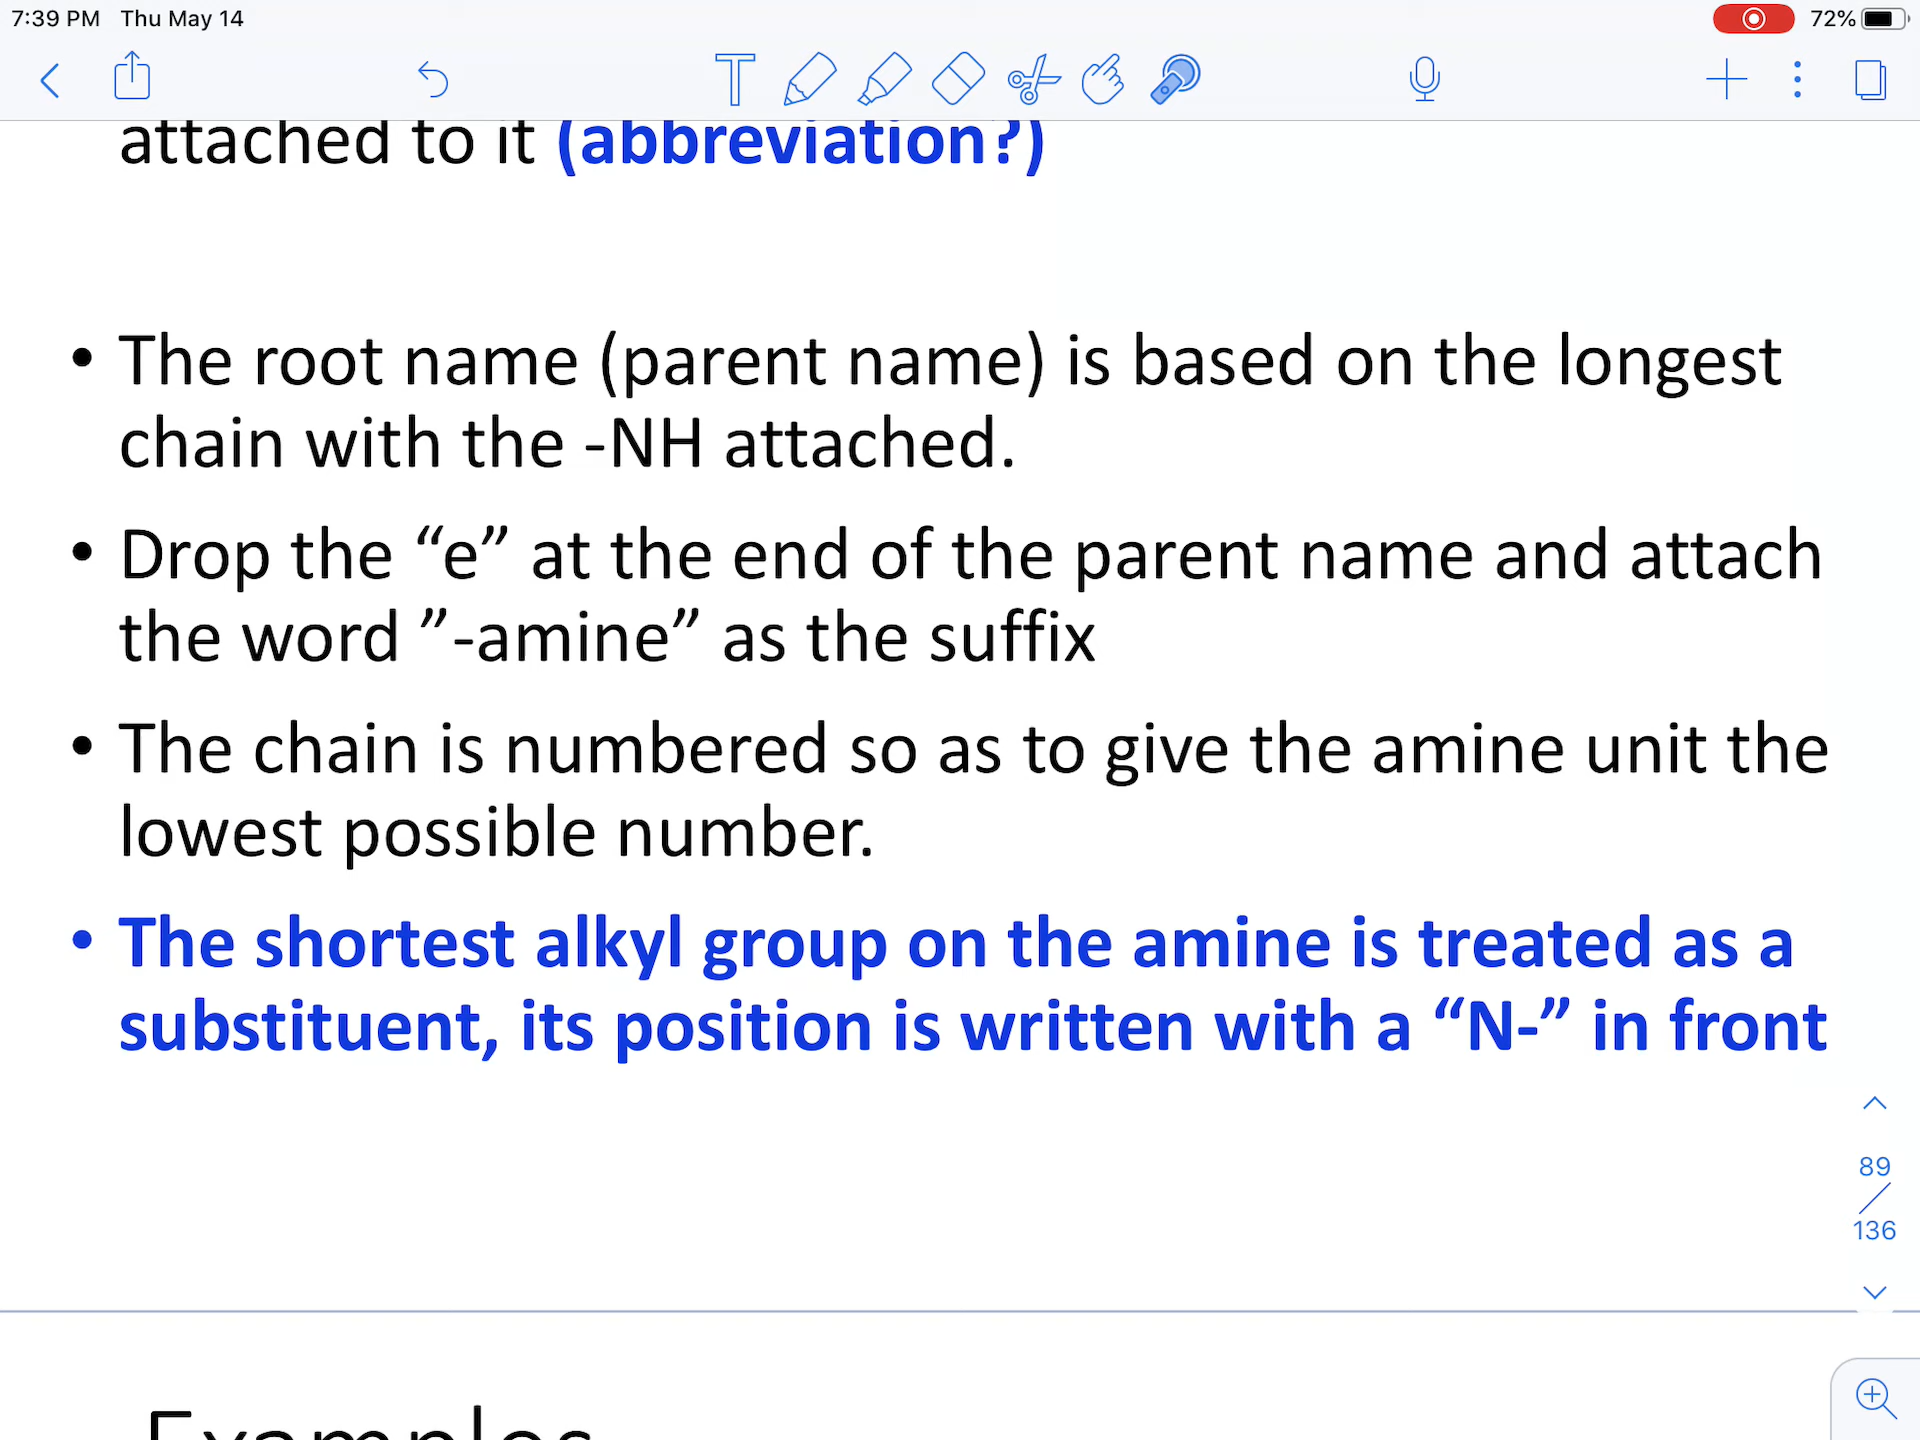 7:39 PM Thu May 14
72%
attached to it (abbreviation?)
• The root name (parent name) is based on the longest
chain with the -NH attached.
• Drop the “e” at the end of the parent name and attach
the word ”-amine” as the suffix
• The chain is numbered so as to give the amine unit the
lowest possible number.
• The shortest alkyl group on the amine is treated as a
substituent, its position is written with a “N-” in front
89
/
136
Examples